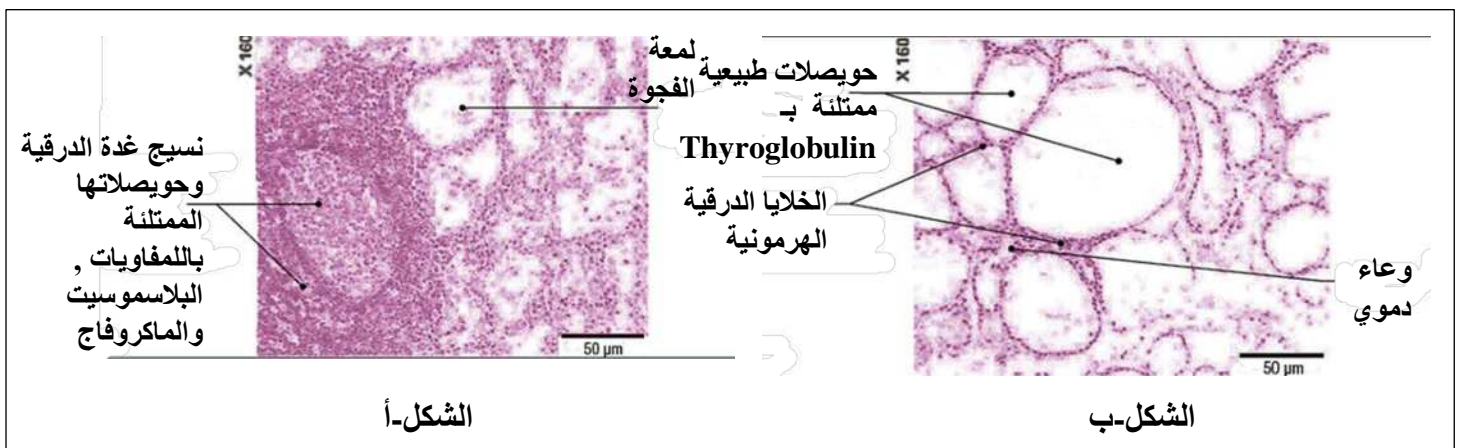 X 160
حويصلات طبيعية
ممتلئة بـ
Thyroglobulin
الخلايا الدرقية
الهرمونية
وعاء
دموي
50 µm
الشكل-ب
X 160
لمعة
الفجوة
نسيج غدة الدرقية
وحويصلاتها
الممتلئة
باللمفاويات ,
البلاسموسيت
والماكروفاج
50 µm
الشكل-أ